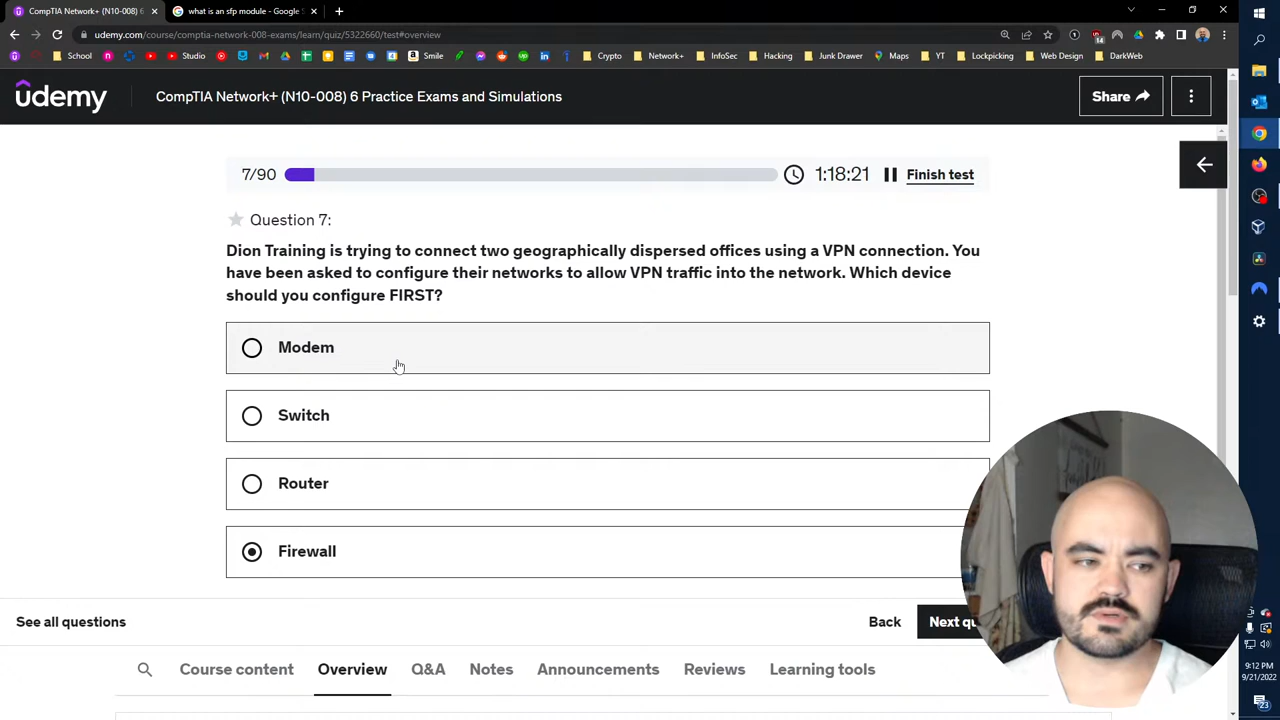 CompTIA Network+ (N10-008) 6
what is an sfp module - Google S
udemy.com/course/comptia-network-008-exams/learn/quiz/5322660/test#overview
School
Studio
Smile
Crypto
Network+
InfoSec
Hacking
Junk Drawer
Maps
YT
Lockpicking
Web Design
DarkWeb
udemy
CompTIA Network+ (N10-008) 6 Practice Exams and Simulations
Share
7/90
1:18:21
Finish test
Question 7:
Dion Training is trying to connect two geographically dispersed offices using a VPN connection. You
have been asked to configure their networks to allow VPN traffic into the network. Which device
should you configure FIRST?
Modem
Switch
Router
Firewall
See all questions
Back
Next qu
Course content
Overview
Q&A
Notes
Announcements
Reviews
Learning tools
9:12 PM
9/21/2022
23